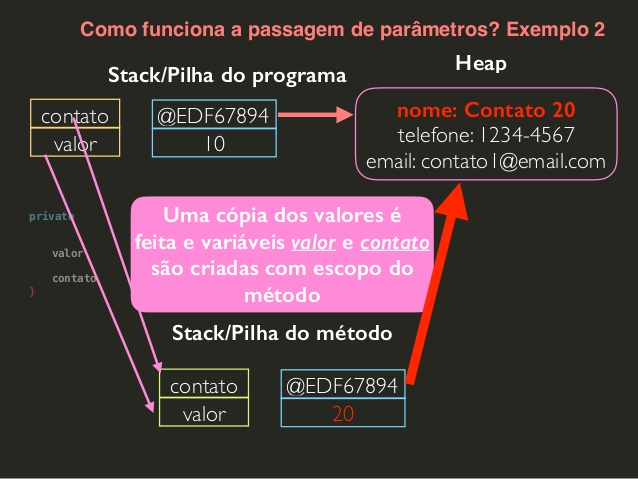 Como funciona a passagem de parâmetros? Exemplo 2
Stack/Pilha do programa
Heap
contato
valor
@EDF67894
10
nome: Contato 20
telefone: 1234-4567
email: contato1@email.com
private
valor
contato
}
Uma cópia dos valores é
feita e variáveis valor e contato
são criadas com escopo do
método
Stack/Pilha do método
contato
valor
@EDF67894
20